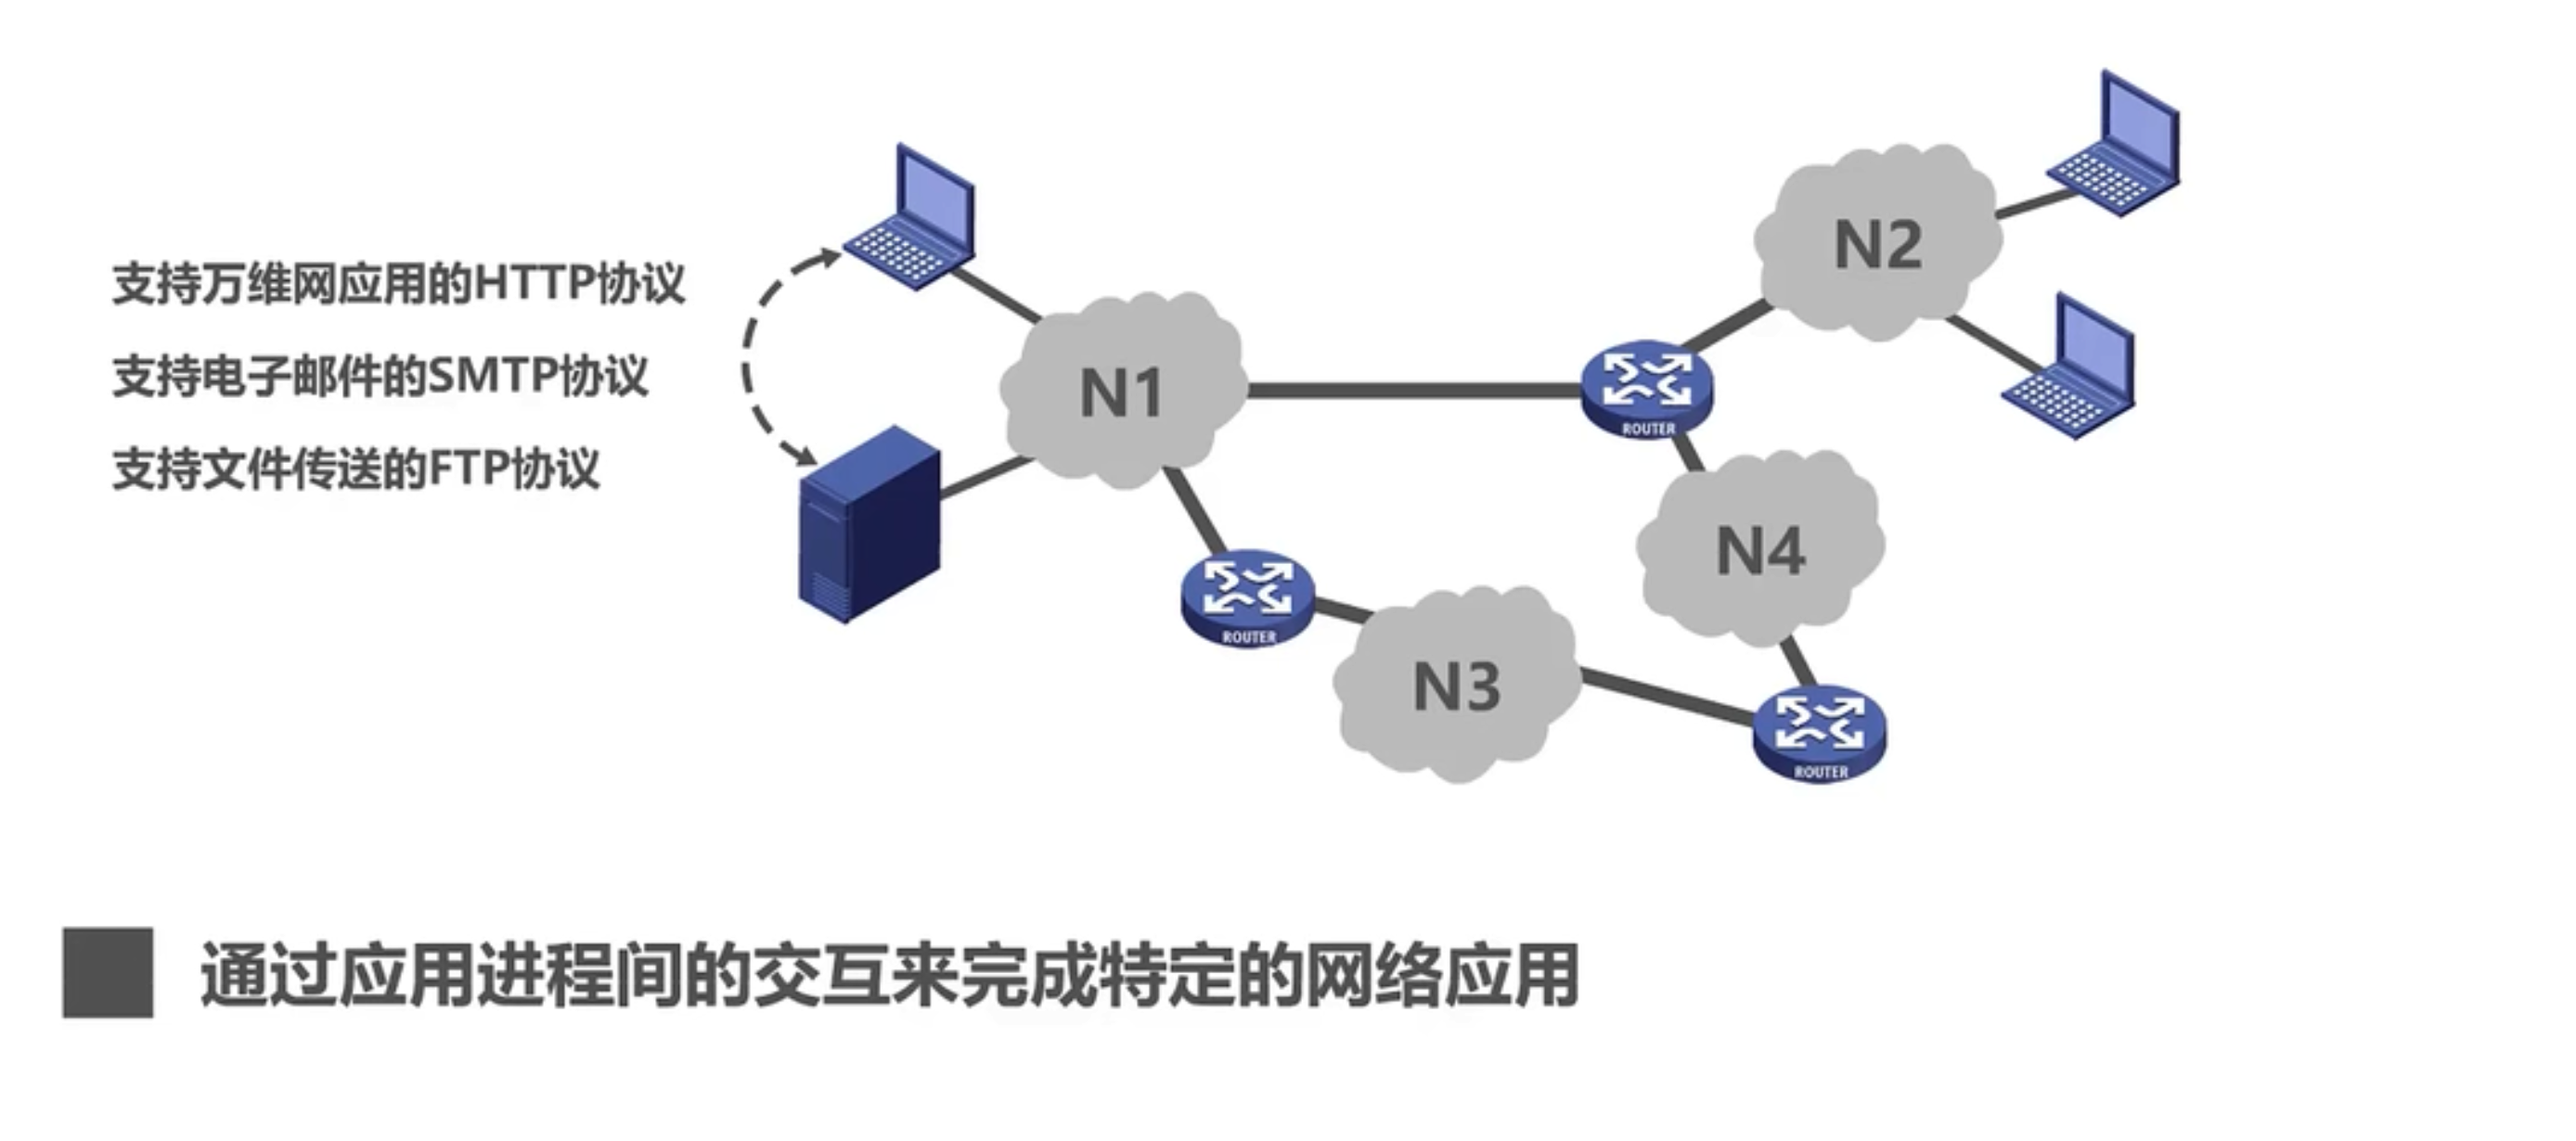 支持万维网应用的HTTP协议
支持电子邮件的SMTP协议
支持文件传送的FTP协议
N1
N2
ROUTER
N4
ROUTER
N3
ROUTER
通过应用进程间的交互来完成特定的网络应用